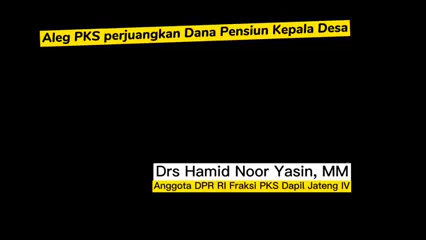 Aleg PKS perjuangkan Dana Pensiun Kepala Desa
Drs Hamid Noor Yasin, MM
Anggota DPR RI Fraksi PKS Dapil Jateng IV